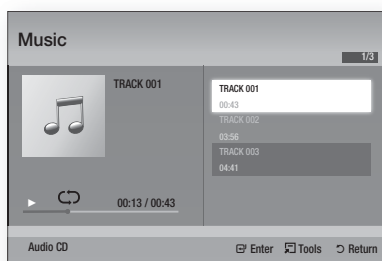 Music
1/3
TRACK 001
00:13 / 00:43
TRACK 001
00:43
TRACK 002
03:56
TRACK 003
04:41
Audio CD
Enter Tools Return